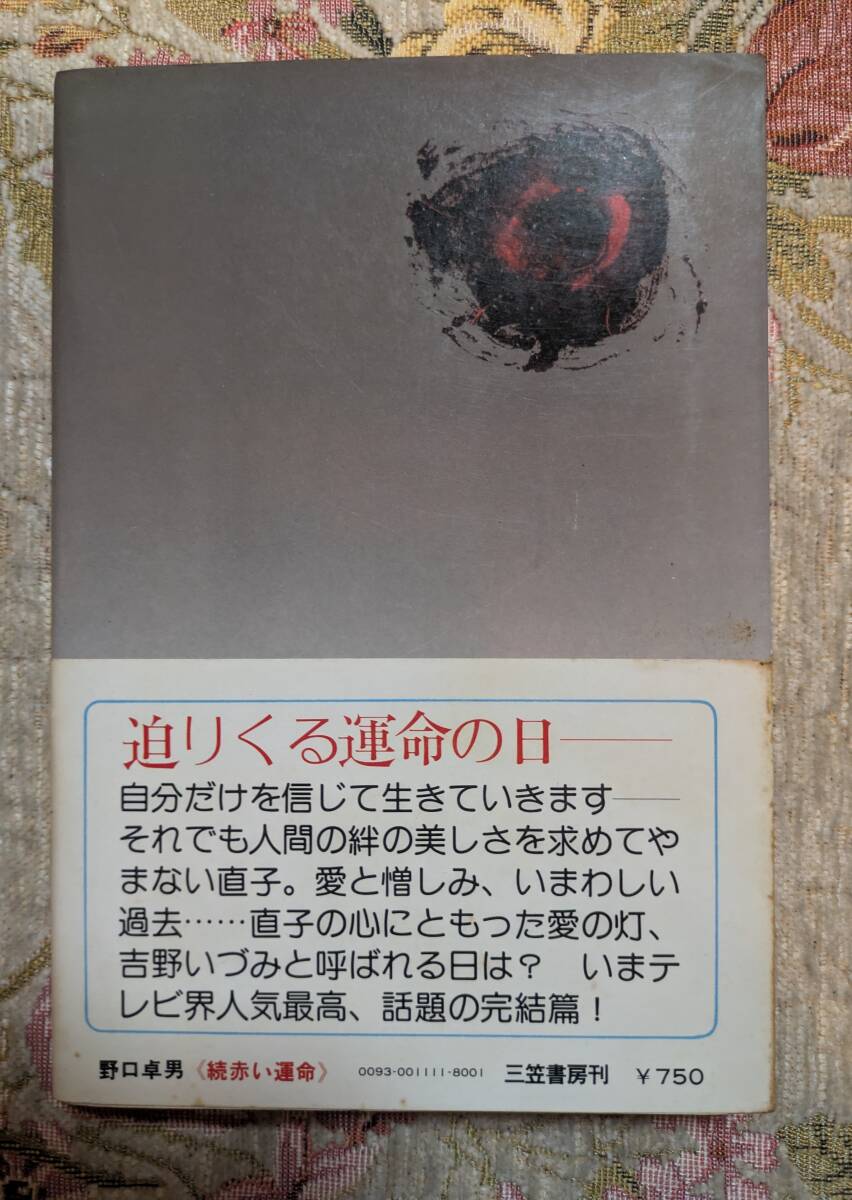 迫りくる運命の日──
自分だけを信じて生きていきます──
それでも人間の絆の美しさを求めてや
まない直子。愛と憎しみ、いまわしい
過去……直子の心にともった愛の灯、
吉野いづみと呼ばれる日は？　いまテ
レビ界人気最高、話題の完結篇！
野口卓男《続赤い運命》 0093-001111-8001 三笠書房刊 ￥750